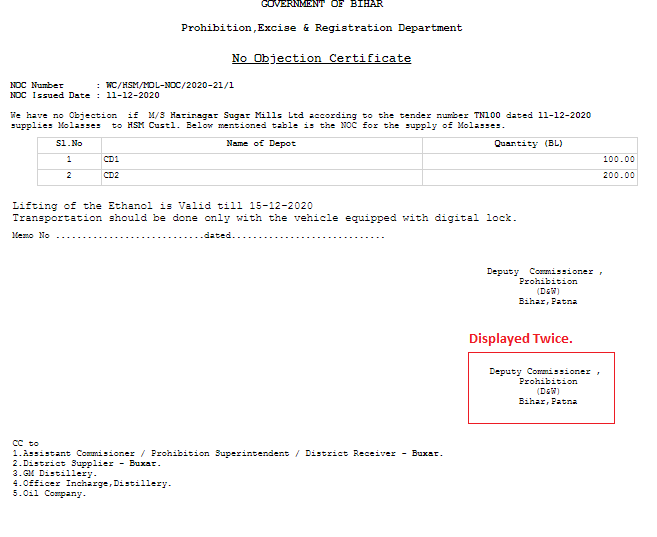 GOVERNMENT OF BIHAR
Prohibition,Excise & Registration Department
No Objection Certificate
NOC Number : WC/HSM/MOL-NOC/2020-21/1
NOC Issued Date : 11-12-2020
We have no Objection if M/S Harinagar Sugar Mills Ltd according to the tender number TN100 dated 11-12-2020
supplies Molasses to HSM Cust1. Below mentioned table is the NOC for the supply of Molasses.
Sl.No Name of Depot Quantity (BL)
1 CD1 100.00
2 CD2 200.00
Lifting of the Ethanol is Valid till 15-12-2020
Transportation should be done only with the vehicle equipped with digital lock.
Memo No ...........................dated............................
Deputy Commissioner ,
Prohibition
(D&W)
Bihar,Patna
Displayed Twice.
Deputy Commissioner ,
Prohibition
(D&W)
Bihar,Patna
CC to
1.Assistant Commisioner / Prohibition Superintendent / District Receiver - Buxar.
2.District Supplier - Buxar.
3.GM Distillery.
4.Officer Incharge,Distillery.
5.Oil Company.